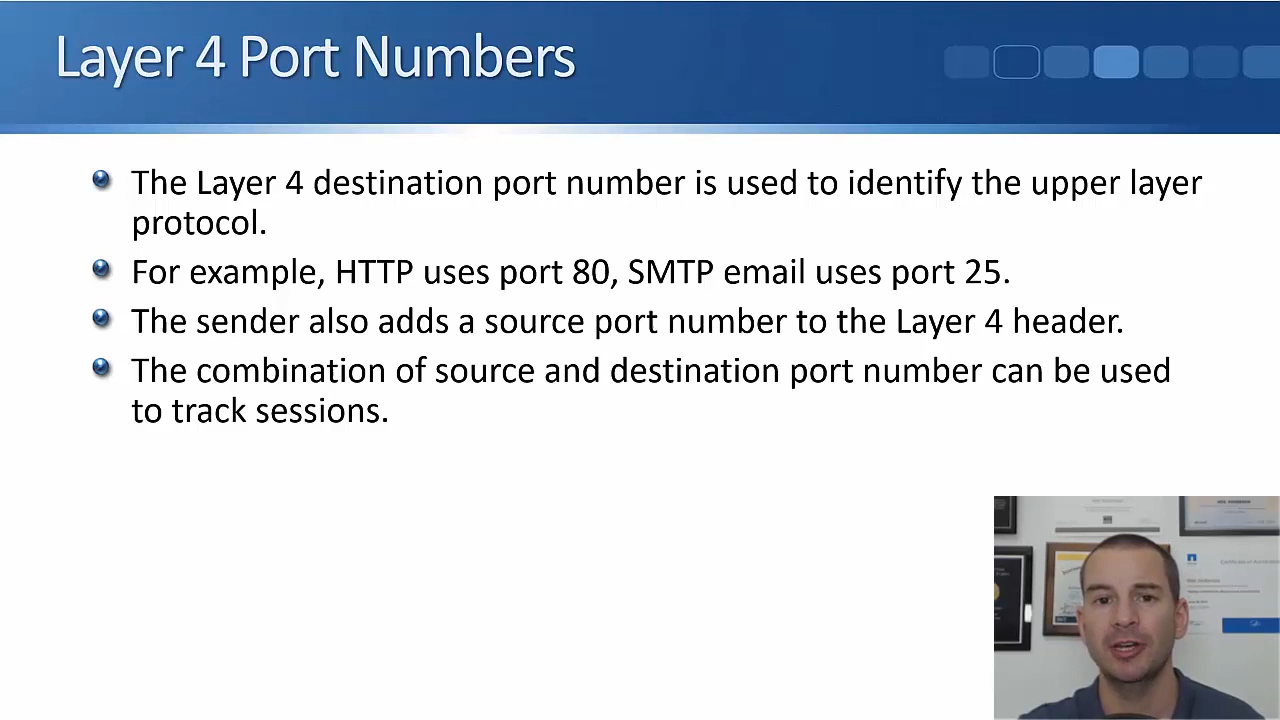 Layer 4 Port Numbers
The Layer 4 destination port number is used to identify the upper layer
protocol.
For example, HTTP uses port 80, SMTP email uses port 25.
The sender also adds a source port number to the Layer 4 header.
The combination of source and destination port number can be used
to track sessions.